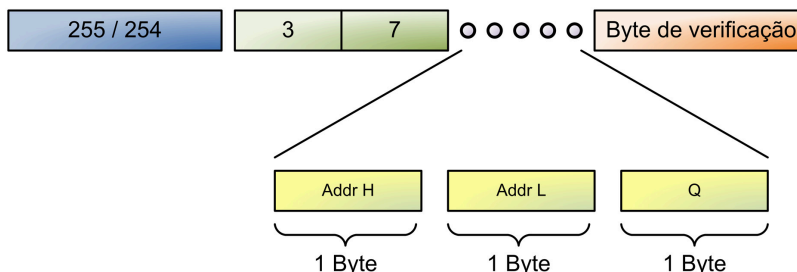 255 / 254 3 7 Byte de verificação
Addr H Addr L Q
1 Byte 1 Byte 1 Byte